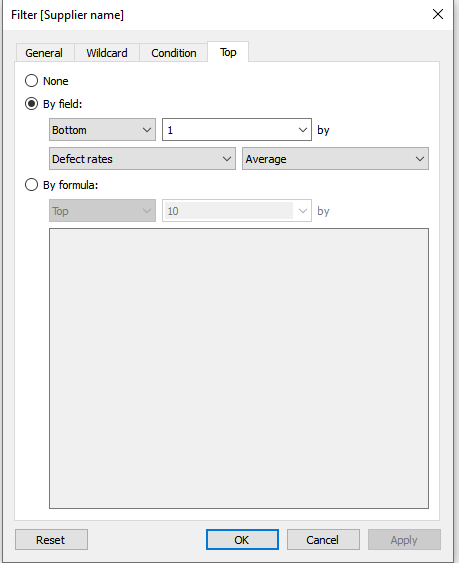 Filter [Supplier name]
General Wildcard Condition Top
None
By field:
Bottom 1 by
Defect rates Average
By formula:
Top 10 by
Reset OK Cancel Apply